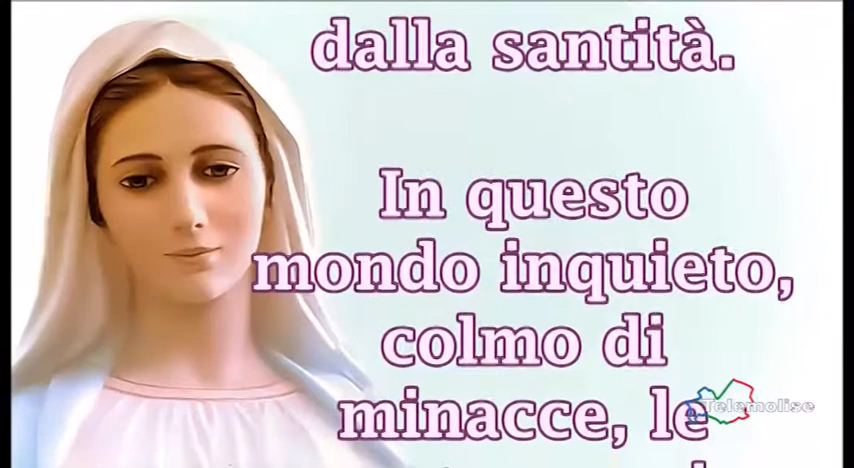 dalla santità.
In questo
mondo inquieto,
colmo di
minacce, le
Telemolise